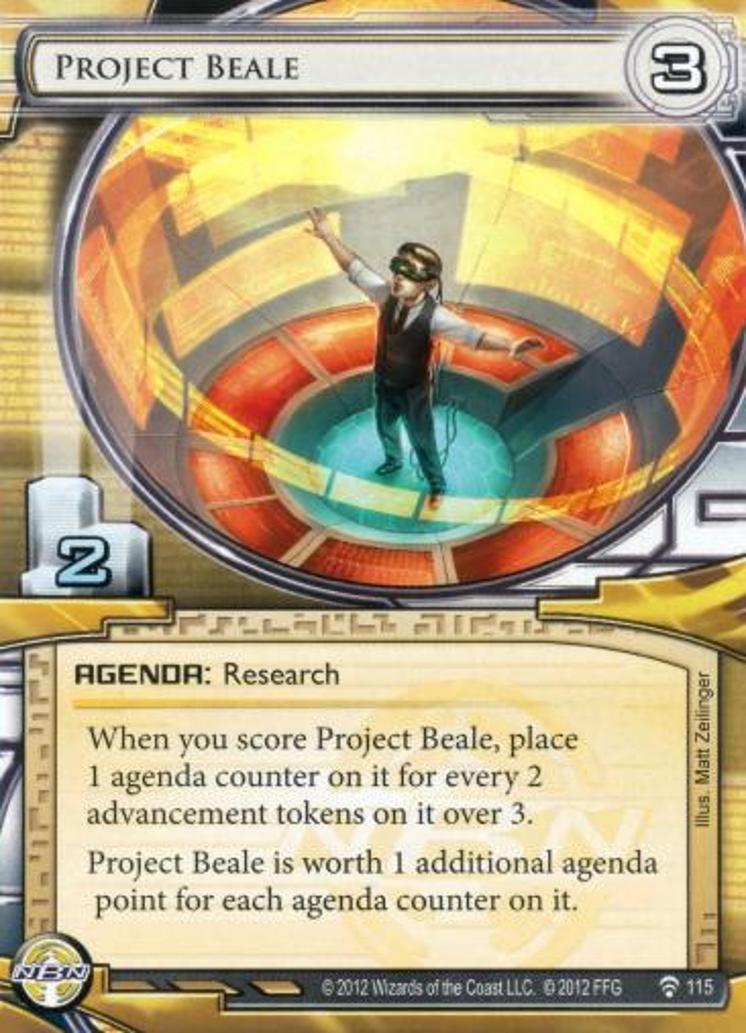 PROJECT BEALE
3
2
AGENDA: Research
When you score Project Beale, place
1 agenda counter on it for every 2
advancement tokens on it over 3.
Project Beale is worth 1 additional agenda
point for each agenda counter on it.
Illus. Matt Zeilinger
NBN
NBN
© 2012 Wizards of the Coast LLC. © 2012 FFG
115